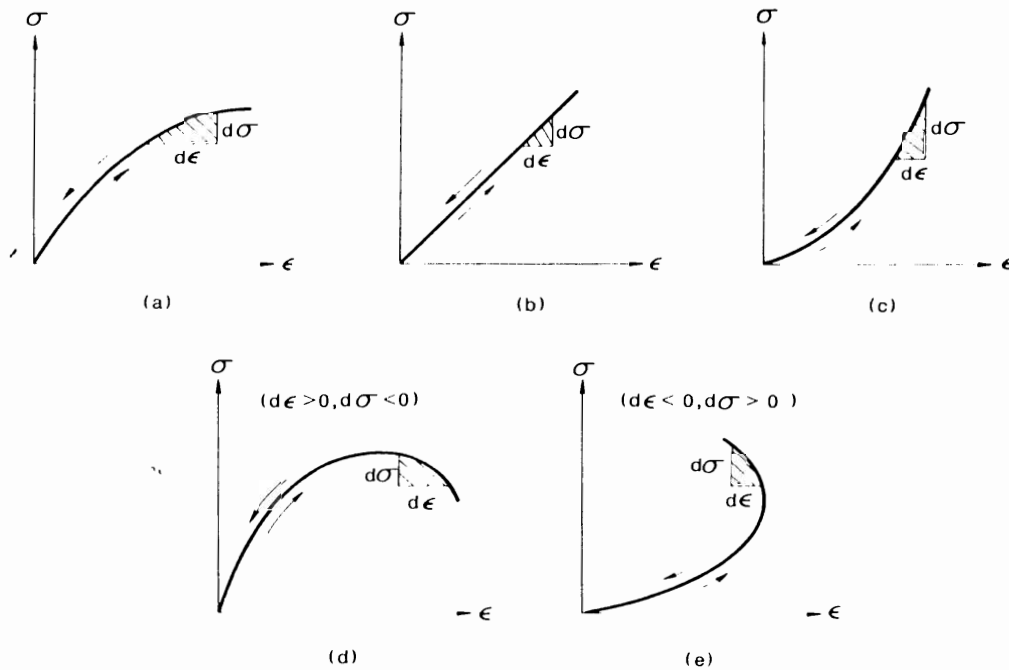 σ
σ
σ
dσ
dϵ
ϵ
dσ
dϵ
ϵ
dσ
dϵ
ϵ
(a)
(b)
(c)
σ
(dϵ>0,dσ<0)
dσ
dϵ
ϵ
σ
(dϵ<0,dσ>0 )
dσ
dϵ
ϵ
(d)
(e)